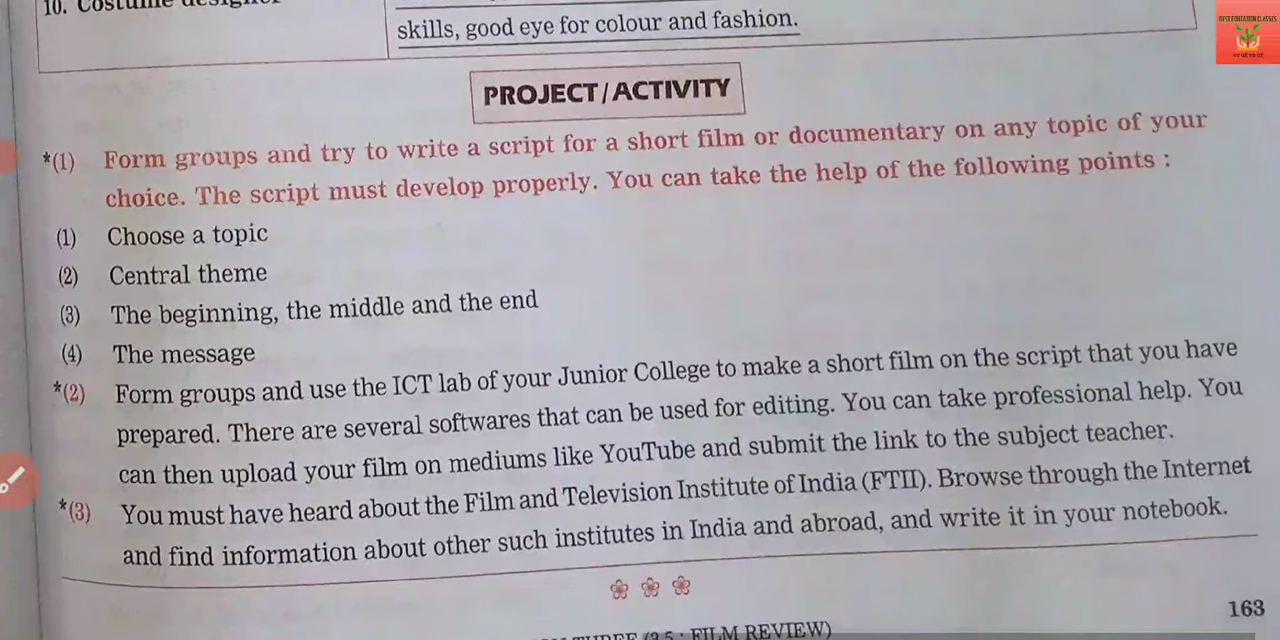 10. Costume designer
skills, good eye for colour and fashion.
BEST EDUCATION CLASSES
PROJECT/ACTIVITY
*(1) Form groups and try to write a script for a short film or documentary on any topic of your
choice. The script must develop properly. You can take the help of the following points :
(1) Choose a topic
(2) Central theme
(3) The beginning, the middle and the end
(4) The message
*(2) Form groups and use the ICT lab of your Junior College to make a short film on the script that you have
prepared. There are several softwares that can be used for editing. You can take professional help. You
can then upload your film on mediums like YouTube and submit the link to the subject teacher.
*(3) You must have heard about the Film and Television Institute of India (FTII). Browse through the Internet
and find information about other such institutes in India and abroad, and write it in your notebook.
163
(3.5 : FILM REVIEW)